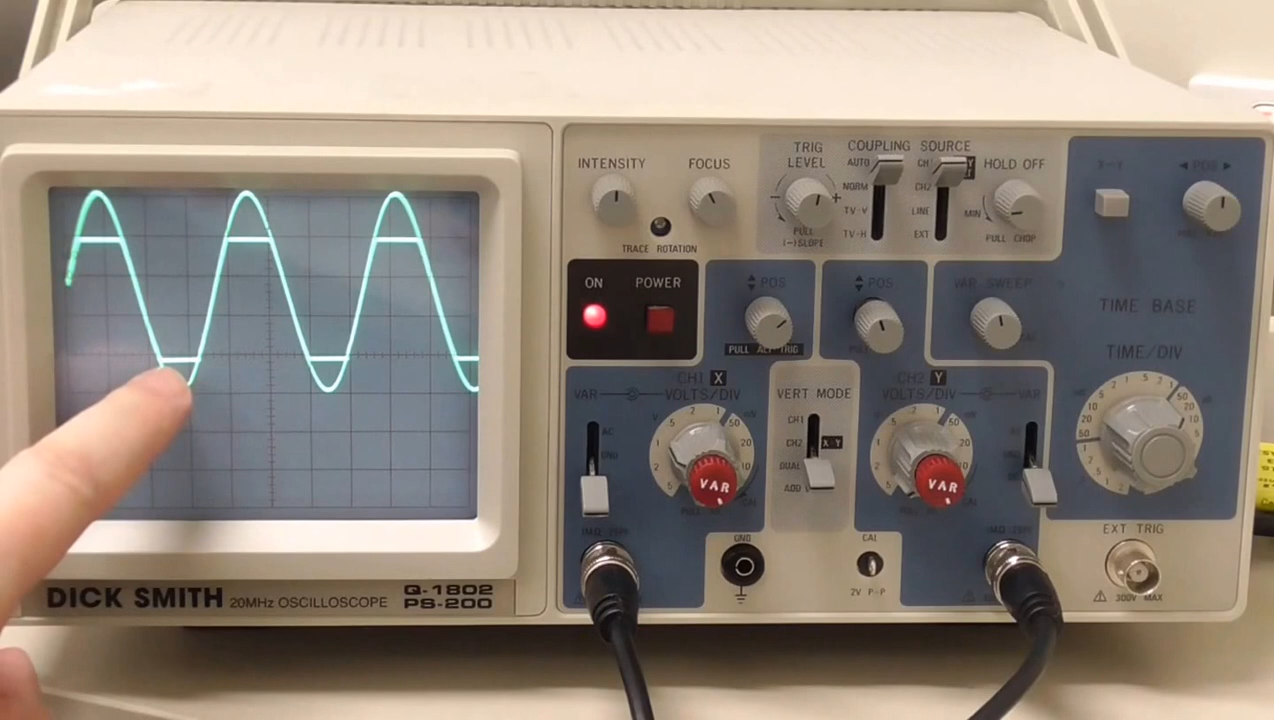 INTENSITY
FOCUS
TRACE ROTATION
TRIG
LEVEL
PULL
(-)SLOPE
COUPLING
AUTO
NORM
TV-V
TV-H
SOURCE
CH1
CH2
LINE
EXT
HOLD OFF
MIN
PULL CHOP
X-Y
◄ POS ►
ON
POWER
POS
PULL ALT TRIG
POS
VAR SWEEP
TIME BASE
TIME/DIV
CH1 X
VOLTS/DIV
VAR
AC
GND
VAR
VERT MODE
CH1
CH2 X Y
DUAL
ADD
CH2 Y
VOLTS/DIV
VAR
VAR
GND
CAL
2V P-P
EXT TRIG
300V MAX
DICK SMITH 20MHz OSCILLOSCOPE
Q-1802
PS-200